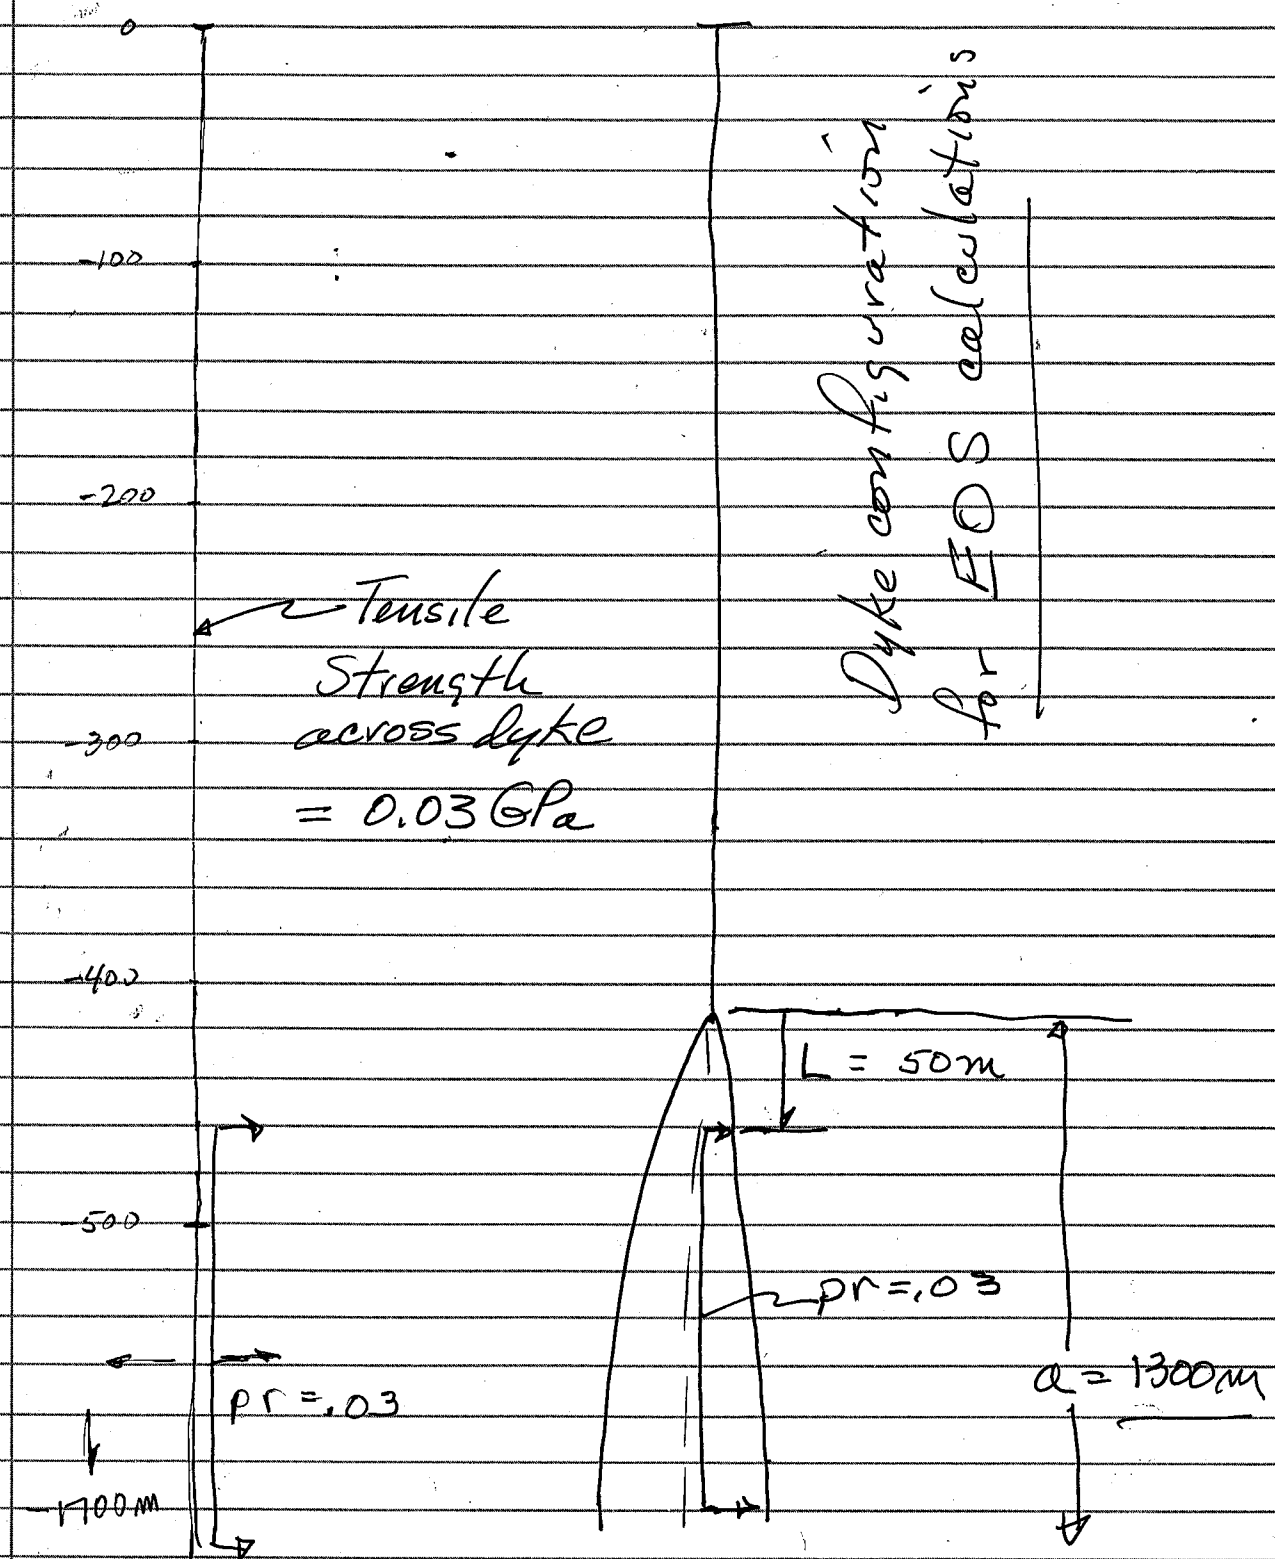 0
-100
-200
-300
-400
-500
-1700m
Dyke configuration
for EOS calculations
Tensile
Strength
across dyke
= 0.03 GPa
L = 50m
pr=.03
a = 1300m
pr=.03